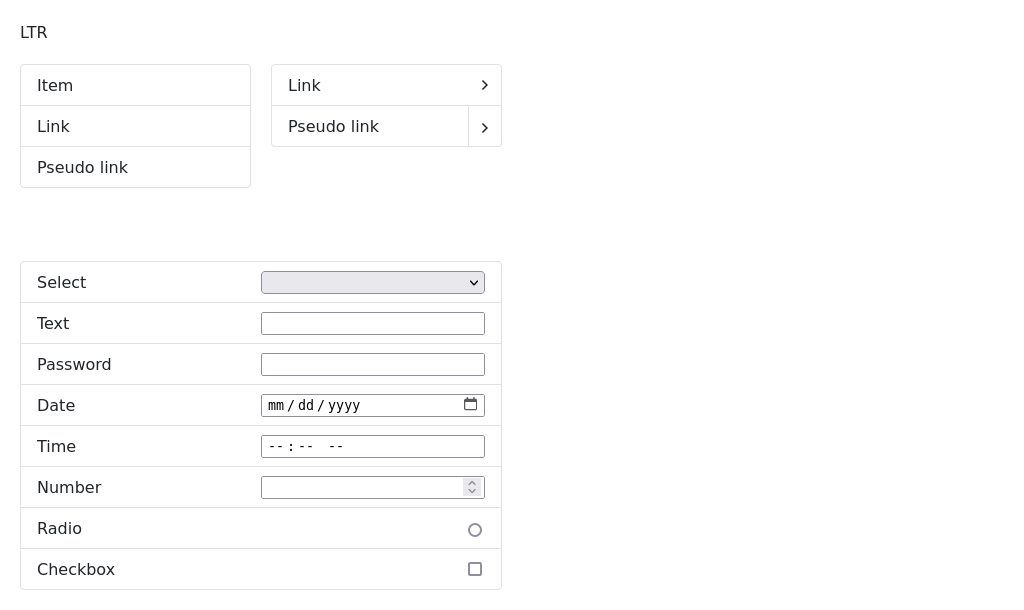 LTR
Item
Link
Pseudo link
Link
Pseudo link
Select
Text
Password
Date mm/dd/yyyy
Time --:-- --
Number
Radio
Checkbox